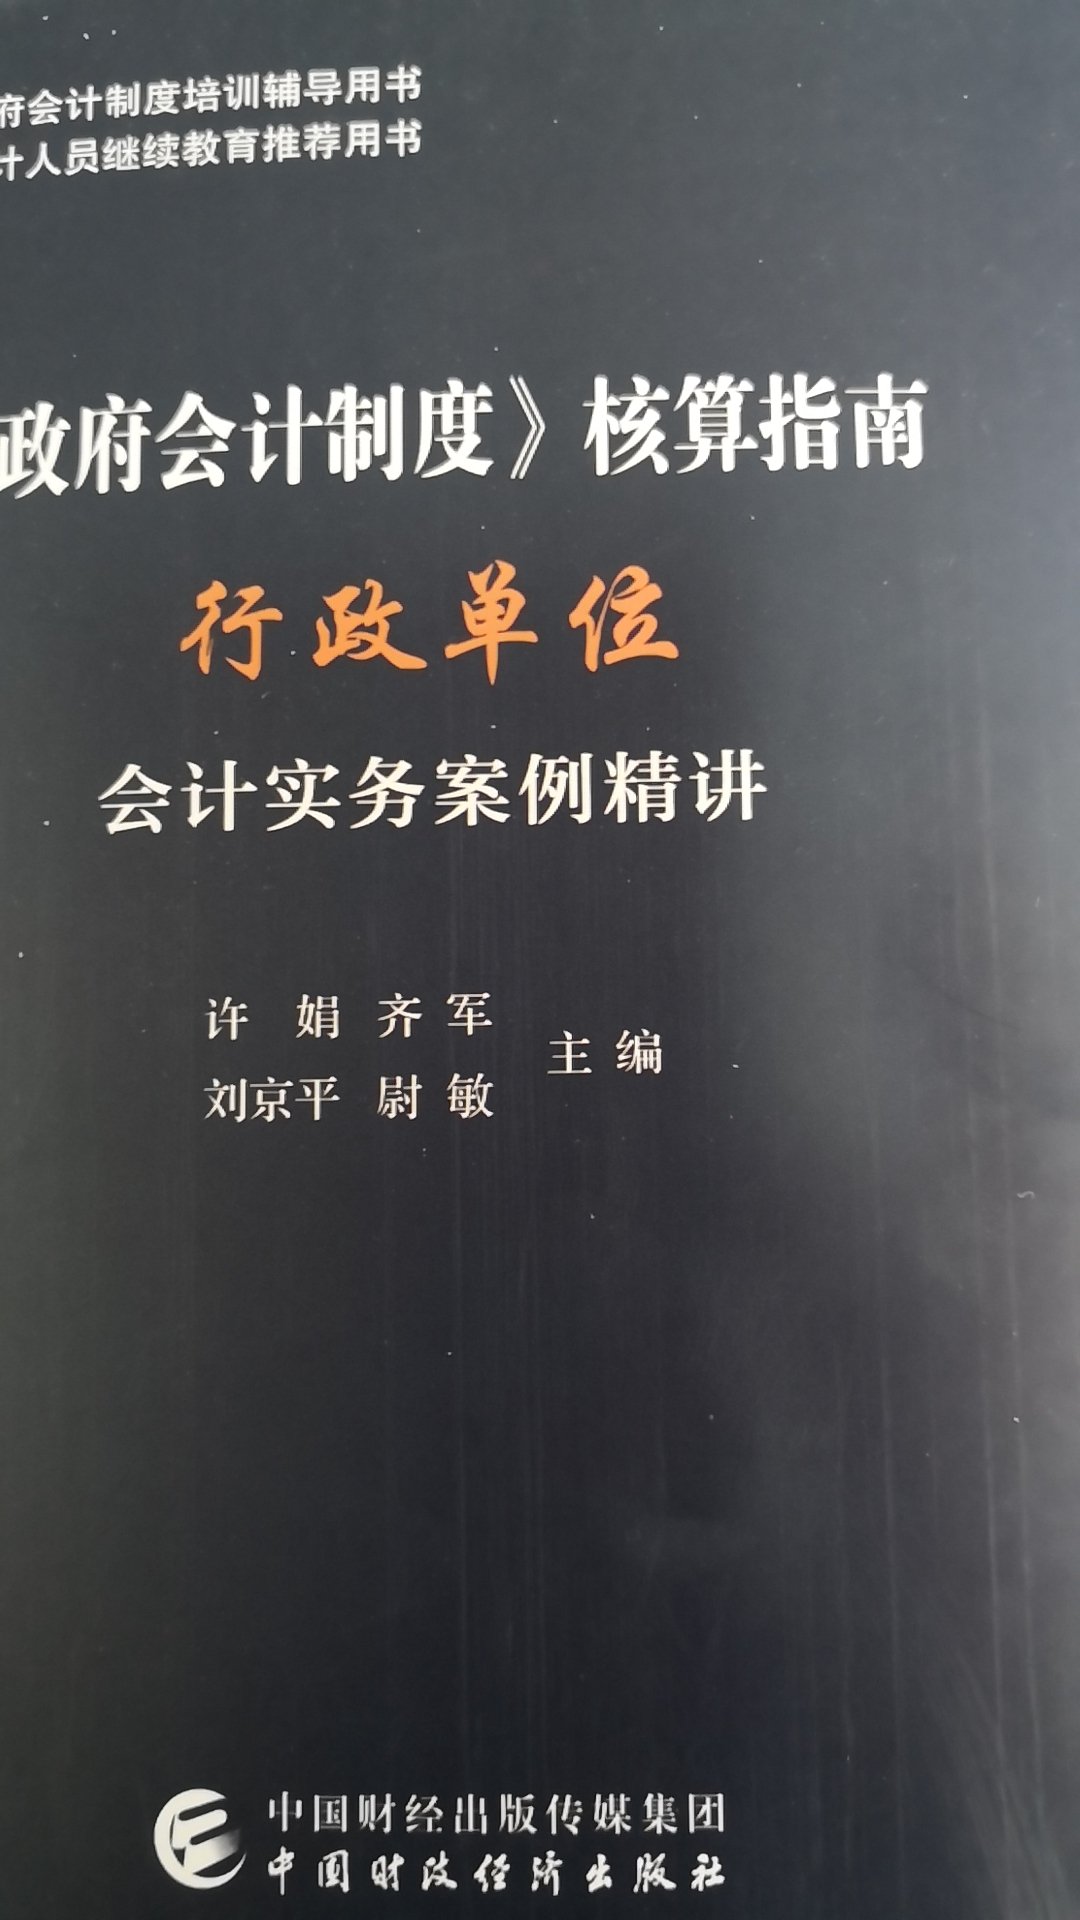 府会计制度培训辅导用书
计人员继续教育推荐用书
政府会计制度》核算指南
行政单位
会计实务案例精讲
许娟 齐军
刘京平 尉敏
主编
中国财经出版传媒集团
中国财政经济出版社